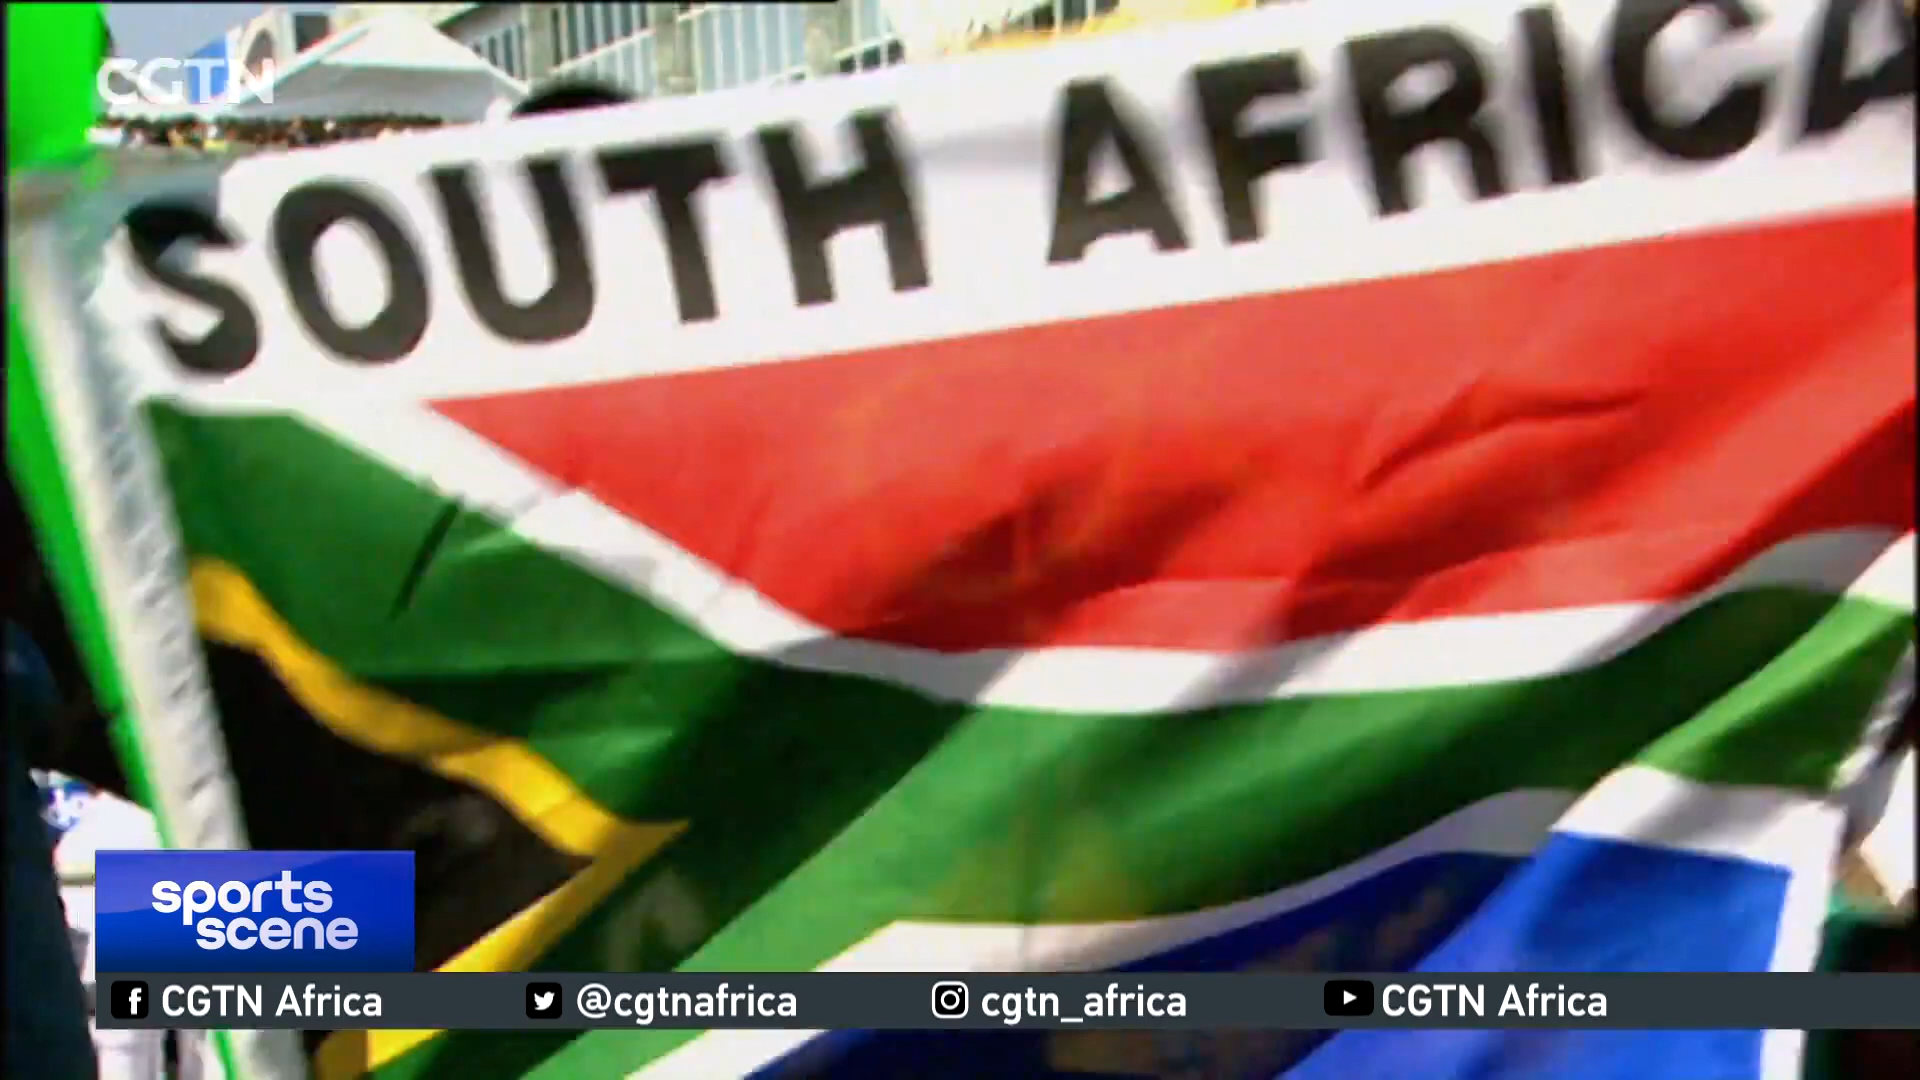 CGTN
SOUTH AFRICA
sports
scene
CGTN Africa
@cgtnafrica
cgtn_africa
CGTN Africa